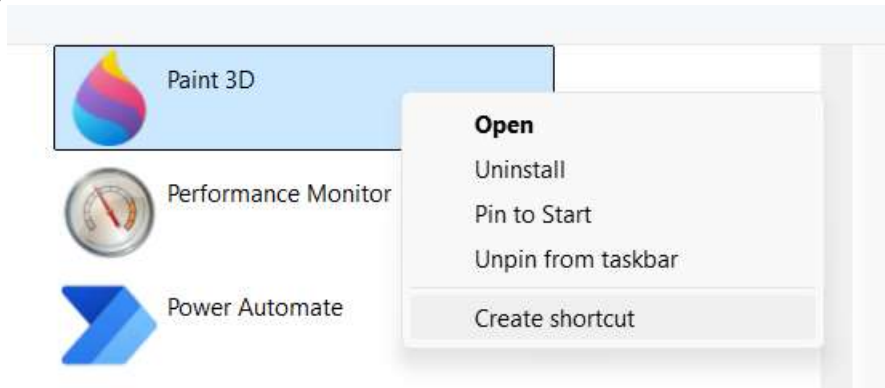 Paint 3D
Open
Uninstall
Performance Monitor
Pin to Start
Unpin from taskbar
Power Automate
Create shortcut